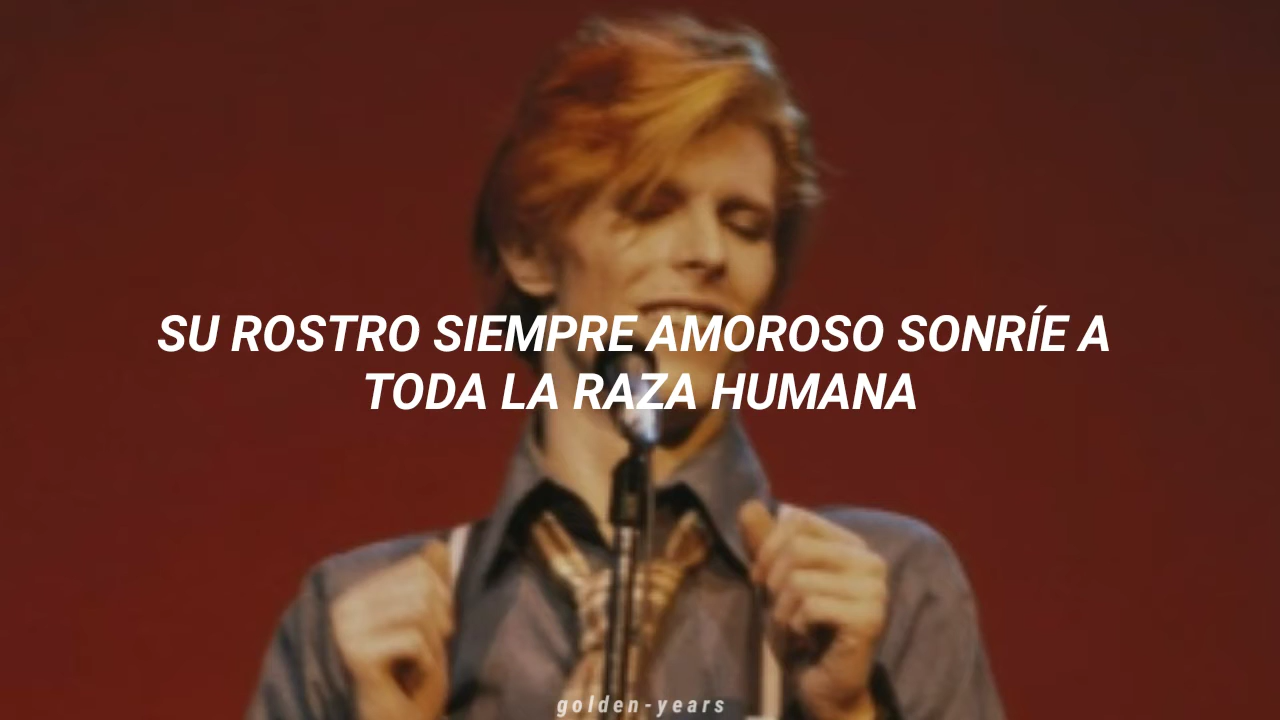 SU ROSTRO SIEMPRE AMOROSO SONRÍE A
TODA LA RAZA HUMANA
golden-years